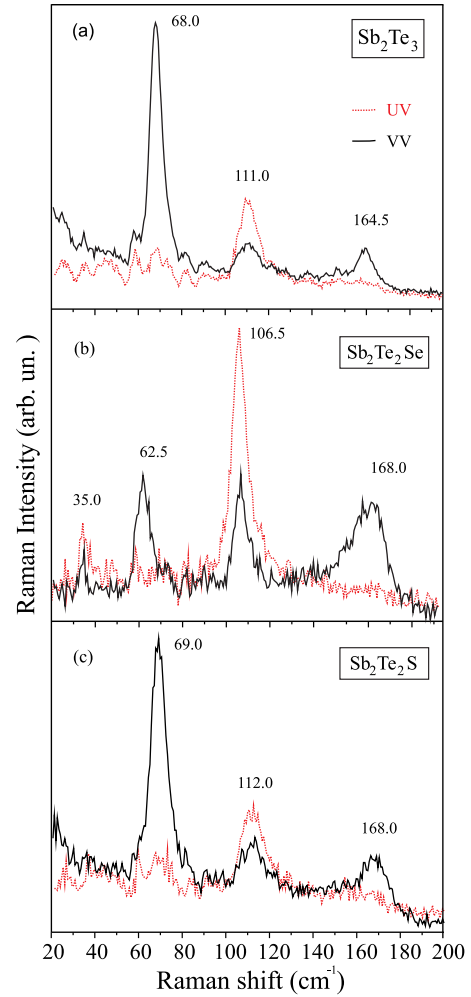 (a)
68.0
Sb2Te3
UV
VV
111.0
164.5
(b)
106.5
Sb2Te2Se
62.5
35.0
168.0
(c)
69.0
Sb2Te2S
112.0
168.0
Raman Intensity (arb. un. )
20 40 60 80 100 120 140 160 180 200
Raman shift (cm-1)